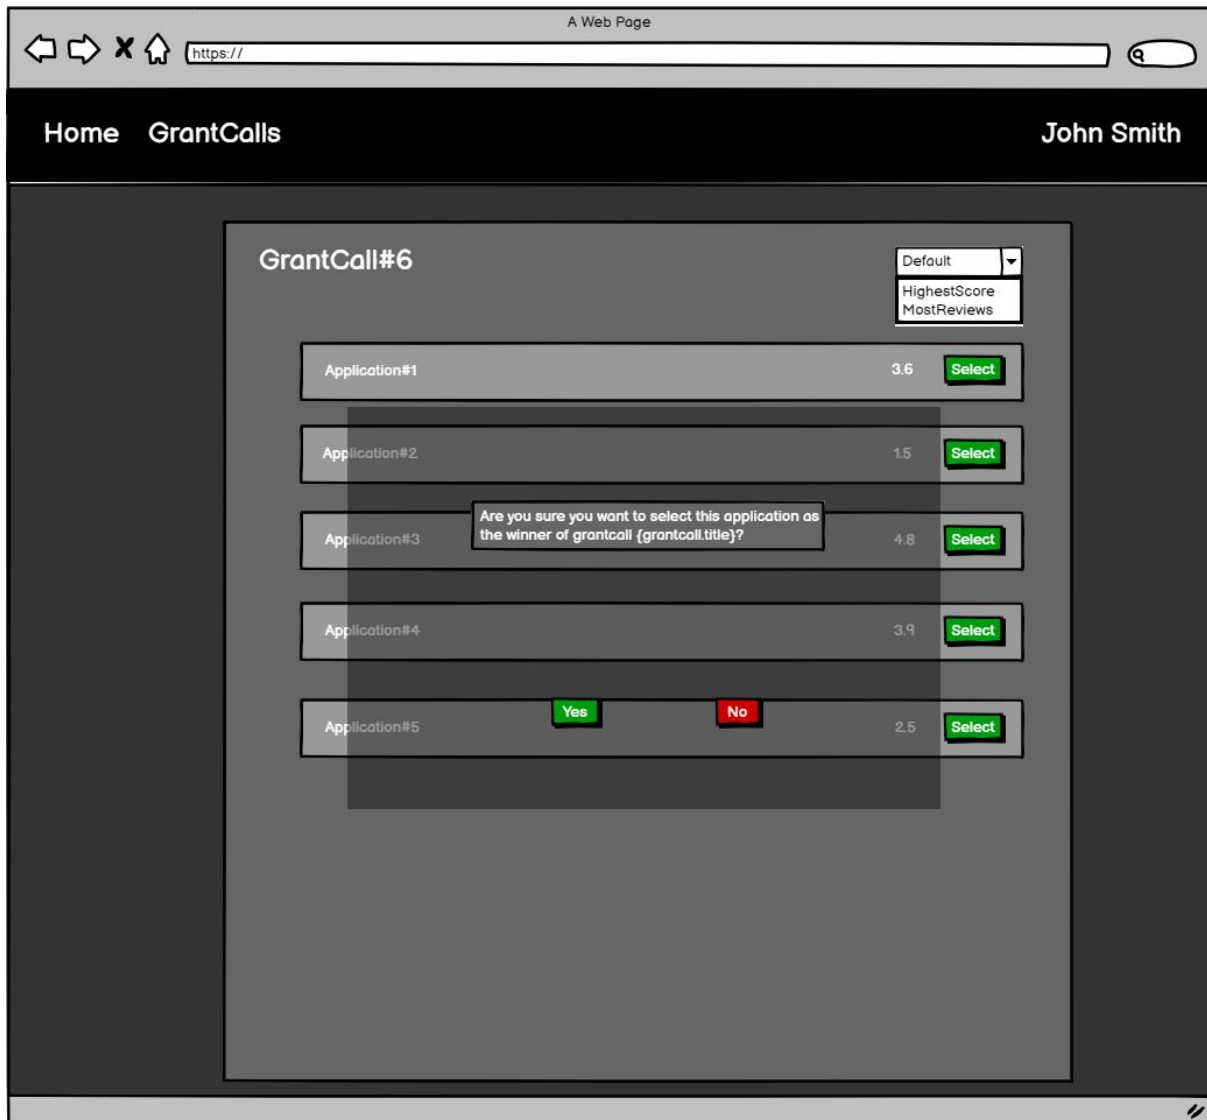 A Web Page
https://
Home GrantCalls John Smith
GrantCall#6
Default
HighestScore
MostReviews
Application#1 3.6 Select
Application#2 1.5 Select
Are you sure you want to select this application as
the winner of grantcall {grantcall.title}?
Application#3 4.8 Select
Application#4 3.9 Select
Yes No
Application#5 2.5 Select